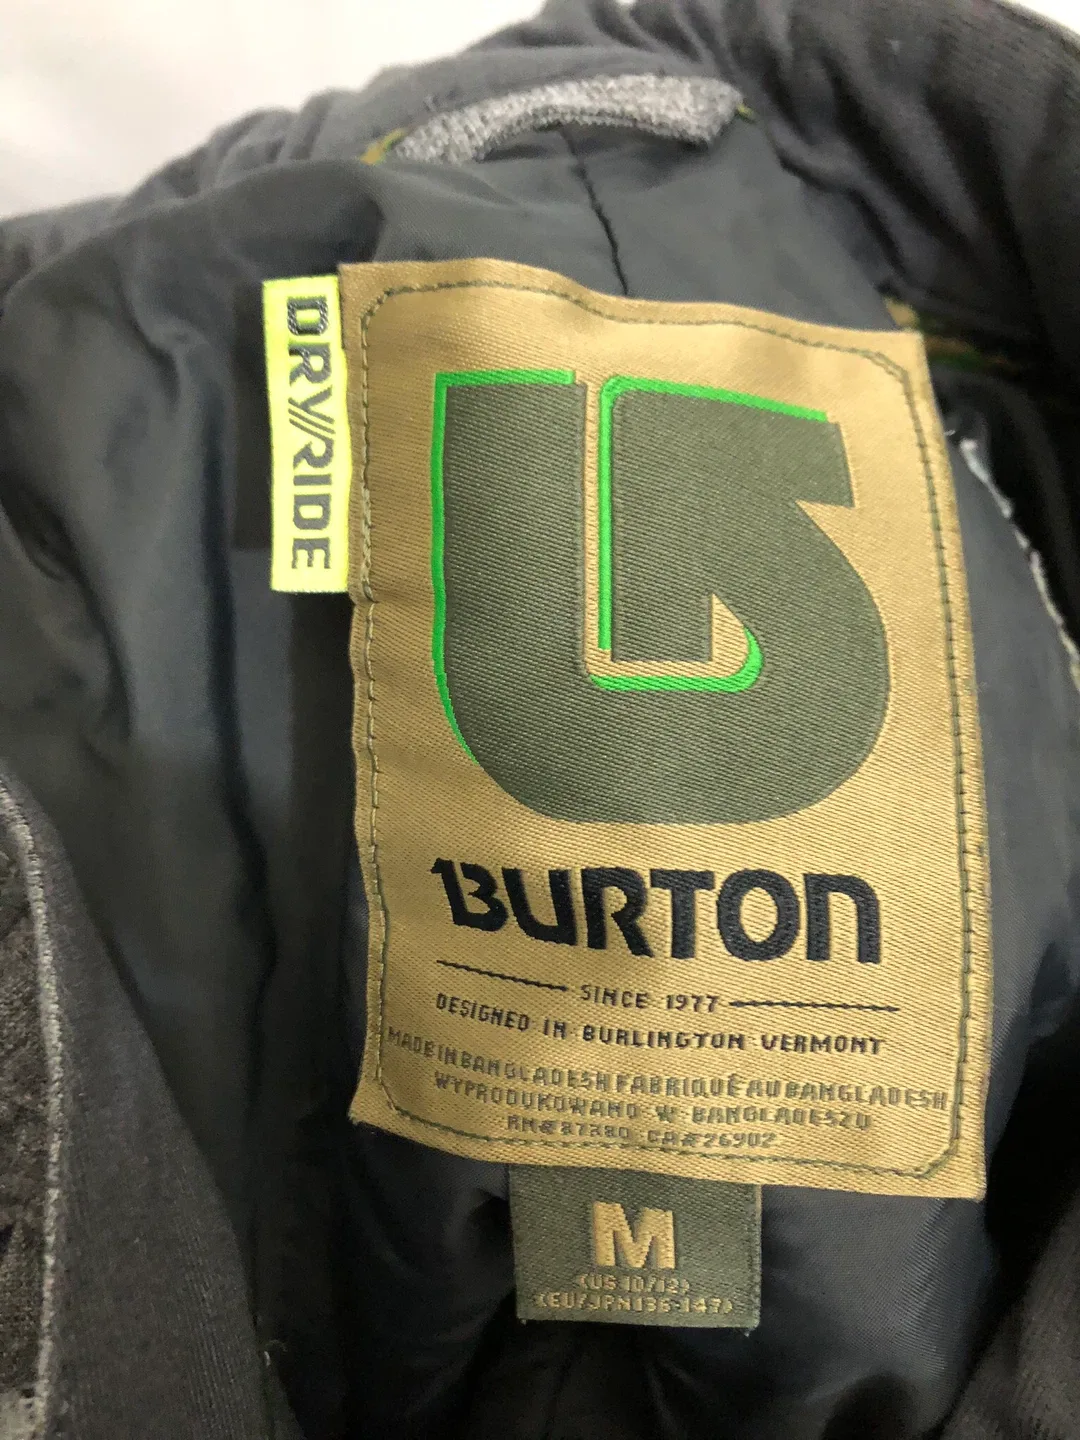 DRY//RIDE
BURTON
SINCE 1977
DESIGNED IN BURLINGTON VERMONT
MADE IN BANGLADESH FABRIQUÉ AU BANGLADESH
WYPRODUKOWANO W BANGLADESZU
RN# 87380 CA# 26902
M
(US 10/12)
(EU/JPN 136-147)